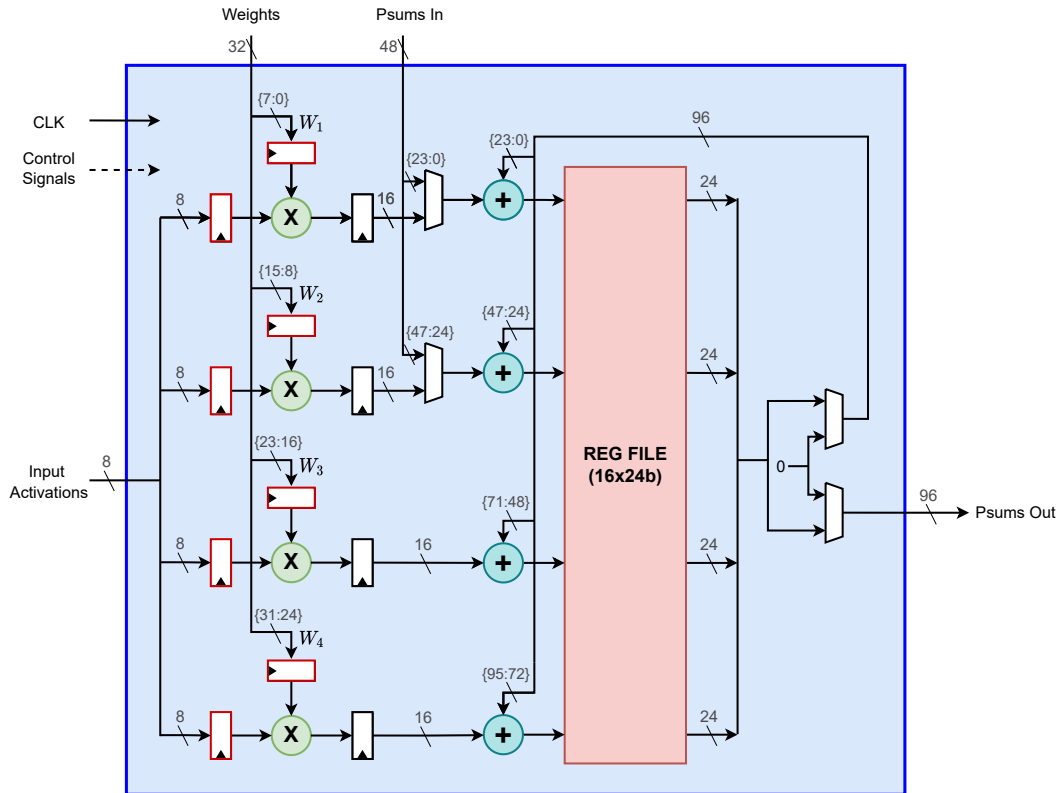 Weights
Psums In
32
48
{7:0}
W1
CLK
96
{23:0}
{23:0}
Control
Signals
8
16
24
{15:8}
W2
{47:24}
{47:24}
8
16
24
{23:16}
W3
REG FILE
(16x24b)
8
Input
Activations
0
{71:48}
96
Psums Out
8
16
24
{31:24}
W4
{95:72}
8
16
24
X
X
X
X
+
+
+
+